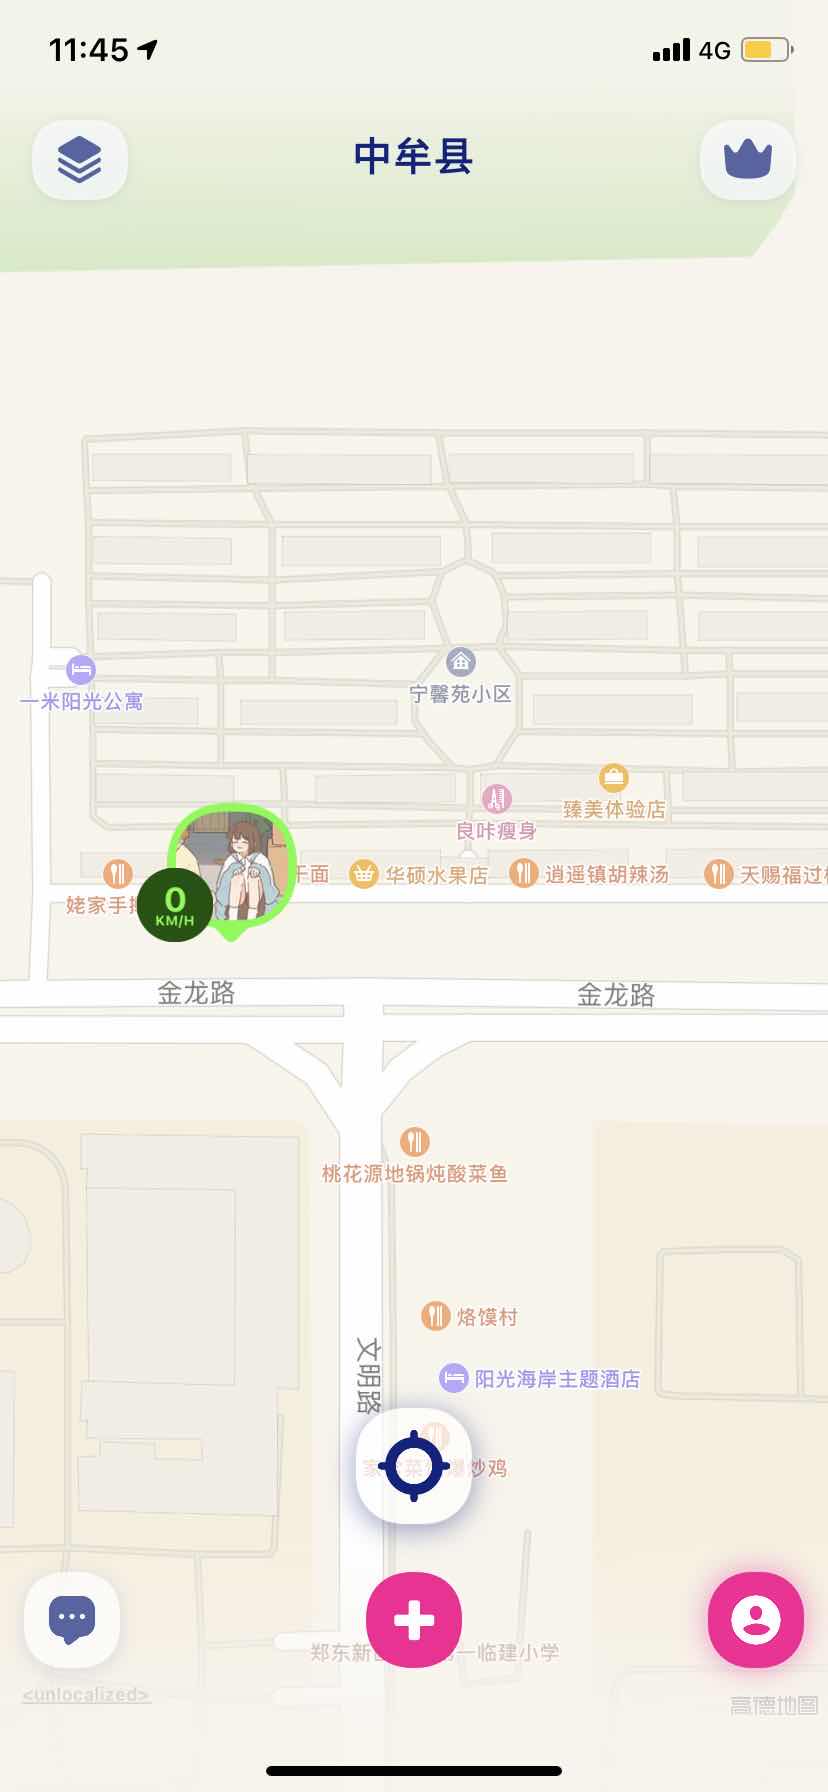 11:45
4G
中牟县
宁馨苑小区
一米阳光公寓
臻美体验店
良咔瘦身
干面
华硕水果店
逍遥镇胡辣汤
天赐福过
姥家手
0
KM/H
金龙路
金龙路
桃花源地锅炖酸菜鱼
烙馍村
阳光海岸主题酒店
文明路
炒鸡
郑东新
一临建小学
<unlocalized>
高德地图